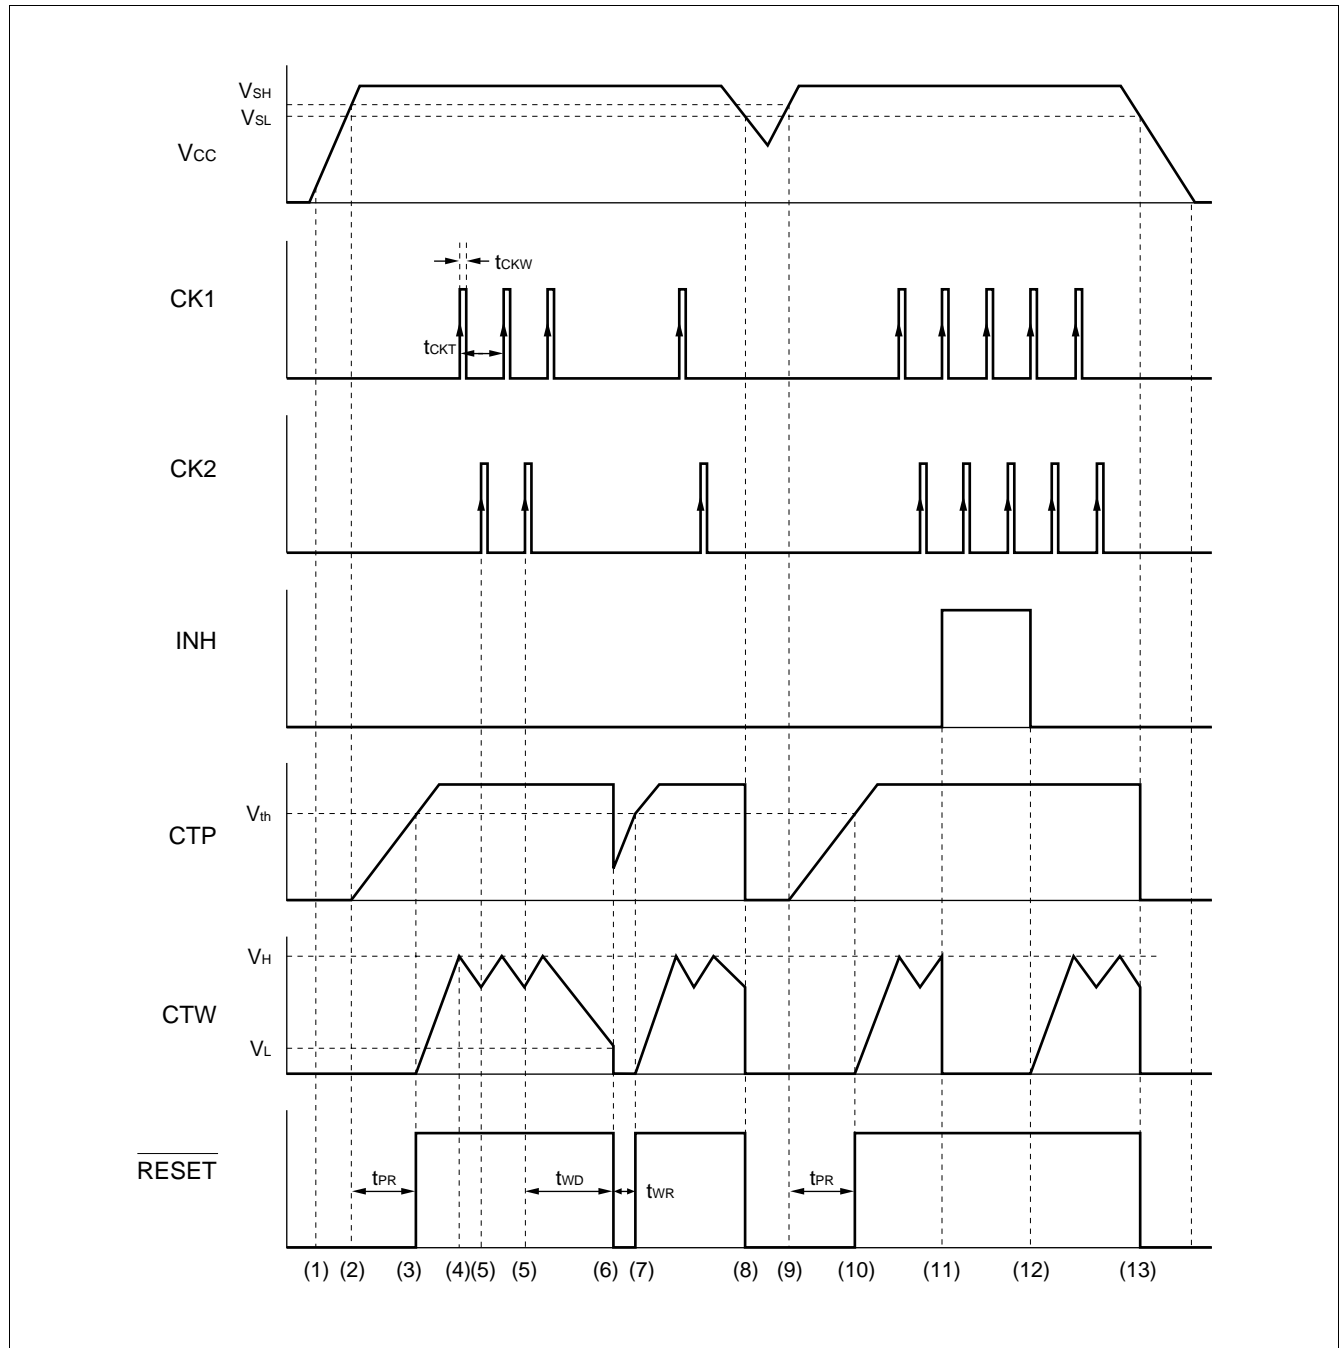 VSH
VSL
VCC
tCKW
CK1
tCKT
CK2
INH
Vth
CTP
VH
CTW
VL
RESET
tPR
tWD
tWR
tPR
(1) (2) (3) (4) (5) (5) (6) (7) (8) (9) (10) (11) (12) (13)